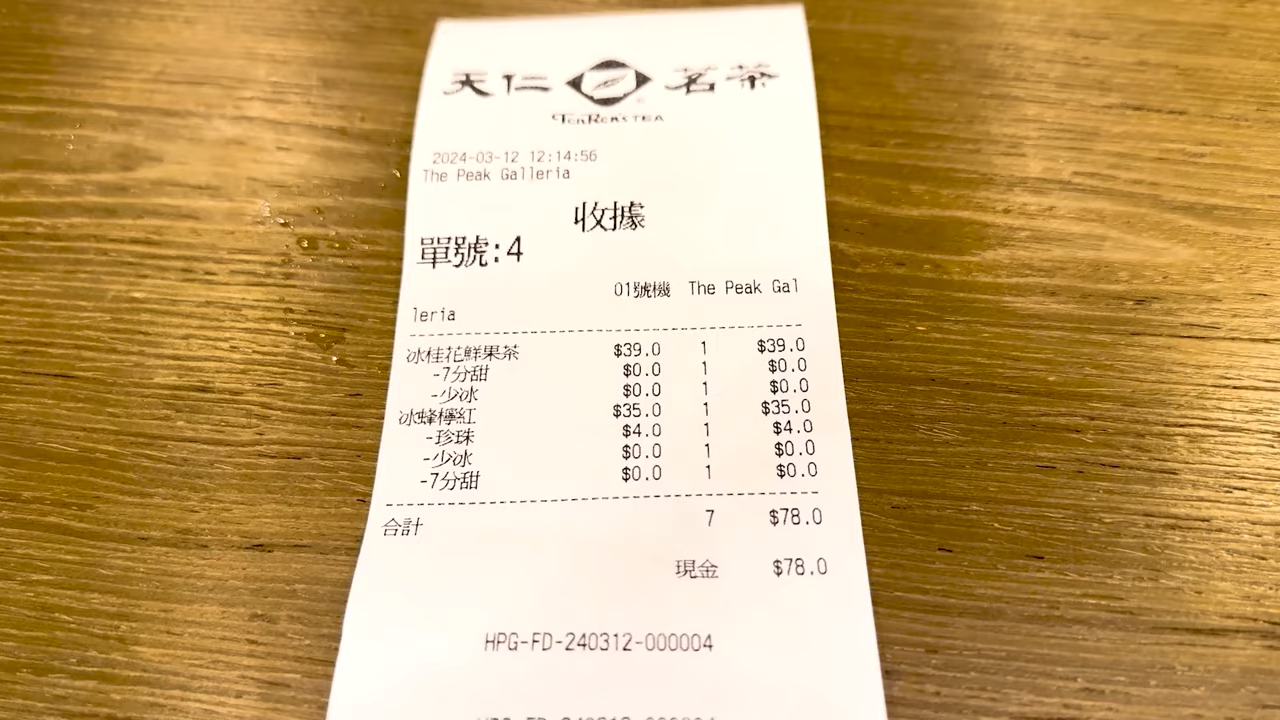 天仁 茗茶
TenRen's TEA
2024-03-12 12:14:56
The Peak Galleria
收據
單號:4
01號機 The Peak Gal
leria
冰桂花鮮果茶 $39.0 1 $39.0
-7分甜 $0.0 1 $0.0
-少冰 $0.0 1 $0.0
冰蜂檸紅 $35.0 1 $35.0
-珍珠 $4.0 1 $4.0
-少冰 $0.0 1 $0.0
-7分甜 $0.0 1 $0.0
合計 7 $78.0
現金 $78.0
HPG-FD-240312-000004